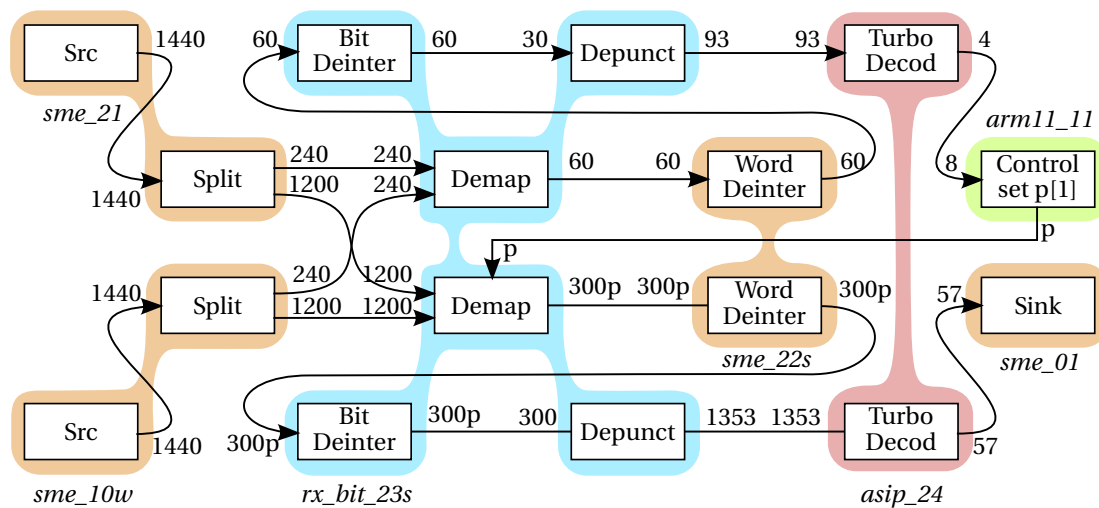 Src
1440
60
Bit
Deinter
60
30
Depunct
93
93
Turbo
Decod
4
sme_21
arm11_11
1440
Split
240
1200
240
240
Demap
60
60
Word
Deinter
60
8
Control
set p[1]
p
p
1440
Split
240
1200
1200
1200
Demap
300p
300p
Word
Deinter
300p
57
Sink
sme_22s
sme_01
Src
1440
300p
Bit
Deinter
300p
300
Depunct
1353
1353
Turbo
Decod
57
sme_10w
rx_bit_23s
asip_24